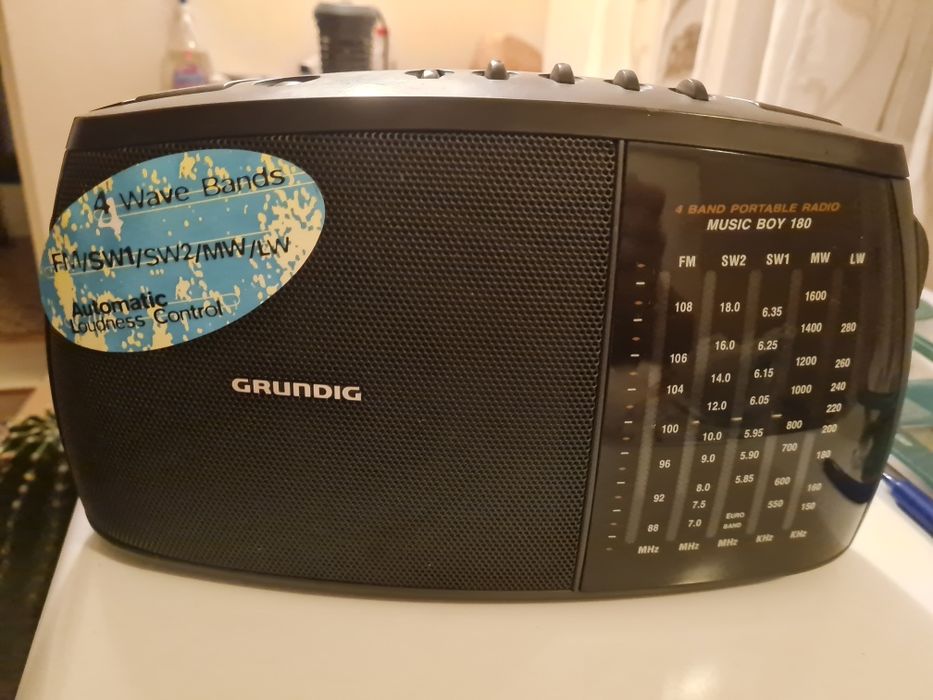 4 Wave Bands
FM/SW1/SW2/MW/LW
Automatic
Loudness Control
GRUNDIG
4 BAND PORTABLE RADIO
MUSIC BOY 180
FM SW2 SW1 MW LW
108 18.0 6.35 1600
106 16.0 6.25 1400 280
104 14.0 6.15 1200 260
100 12.0 6.05 1000 240
96 10.0 5.95 800 220
92 9.0 5.90 700 200
88 8.0 5.85 600 180
7.5 550 160
7.0 EURO BAND 150
MHz MHz MHz KHz KHz